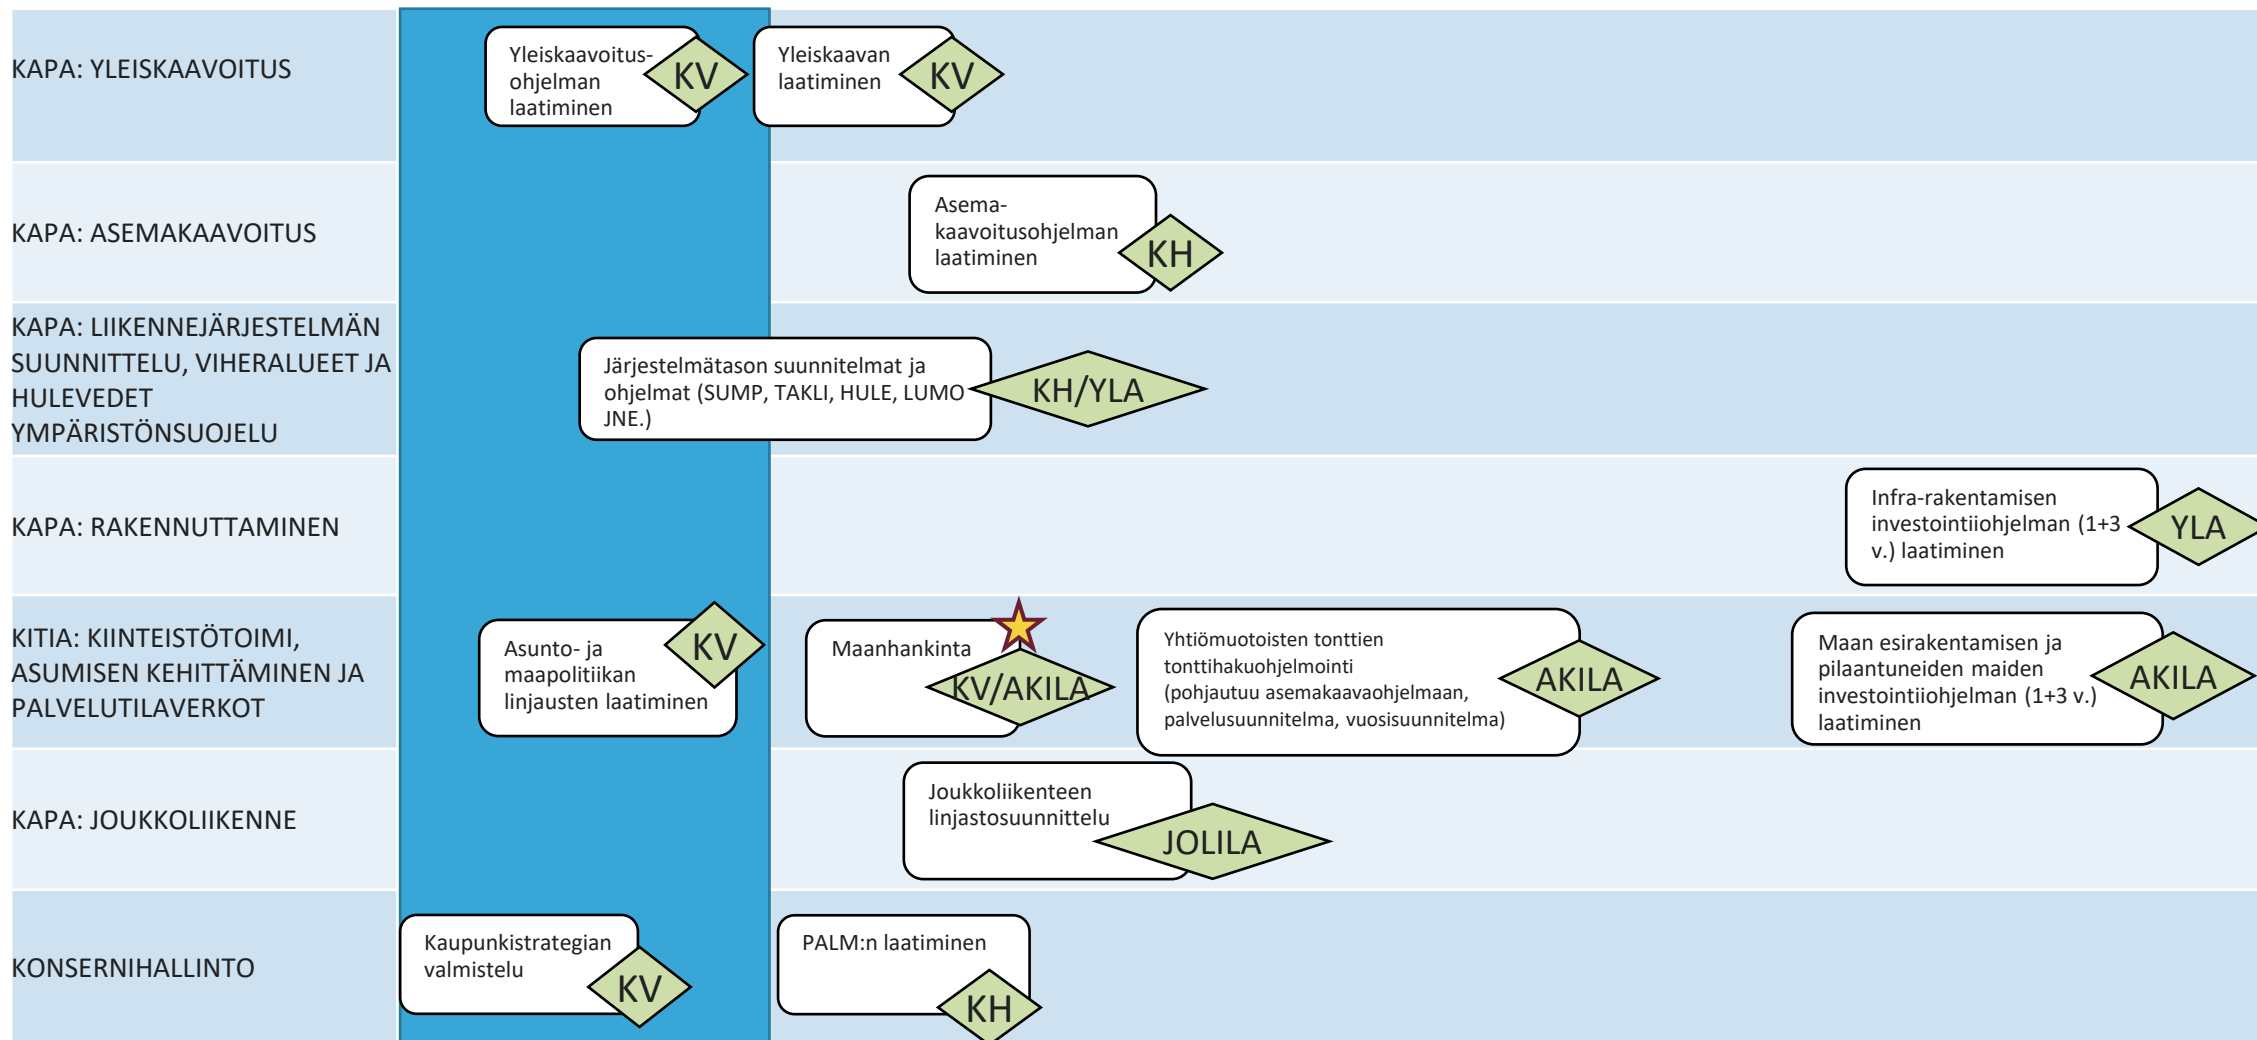 KAPA: YLEISKAAVOITUS
Yleiskaavoitus-
ohjelman
laatiminen
KV
Yleiskaavan
laatiminen
KV
KAPA: ASEMAKAAVOITUS
Asema-
kaavoitusohjelman
laatiminen
KH
KAPA: LIIKENNEJÄRJESTELMÄN
SUUNNITTELU, VIHERALUEET JA
HULEVEDET
YMPÄRISTÖNSUOJELU
Järjestelmätason suunnitelmat ja
ohjelmat (SUMP, TAKLI, HULE, LUMO
JNE.)
KH/YLA
KAPA: RAKENNUTTAMINEN
Infra-rakentamisen
investointiiohjelman (1+3
v.) laatiminen
YLA
KITIA: KIINTEISTÖTOIMI,
ASUMISEN KEHITTÄMINEN JA
PALVELUTILAVERKOT
Asunto- ja
maapolitiikan
linjausten laatiminen
KV
Maanhankinta
KV/AKILA
Yhtiömuotoisten tonttien
tonttihakuohjelmointi
(pohjautuu asemakaavaohjelmaan,
palvelusuunnitelma, vuosisuunnitelma)
AKILA
Maan esirakentamisen ja
pilaantuneiden maiden
investointiiohjelman (1+3 v.)
laatiminen
AKILA
KAPA: JOUKKOLIIKENNE
Joukkoliikenteen
linjastosuunnittelu
JOLILA
KONSERNIHALLINTO
Kaupunkistrategian
valmistelu
KV
PALM:n laatiminen
KH